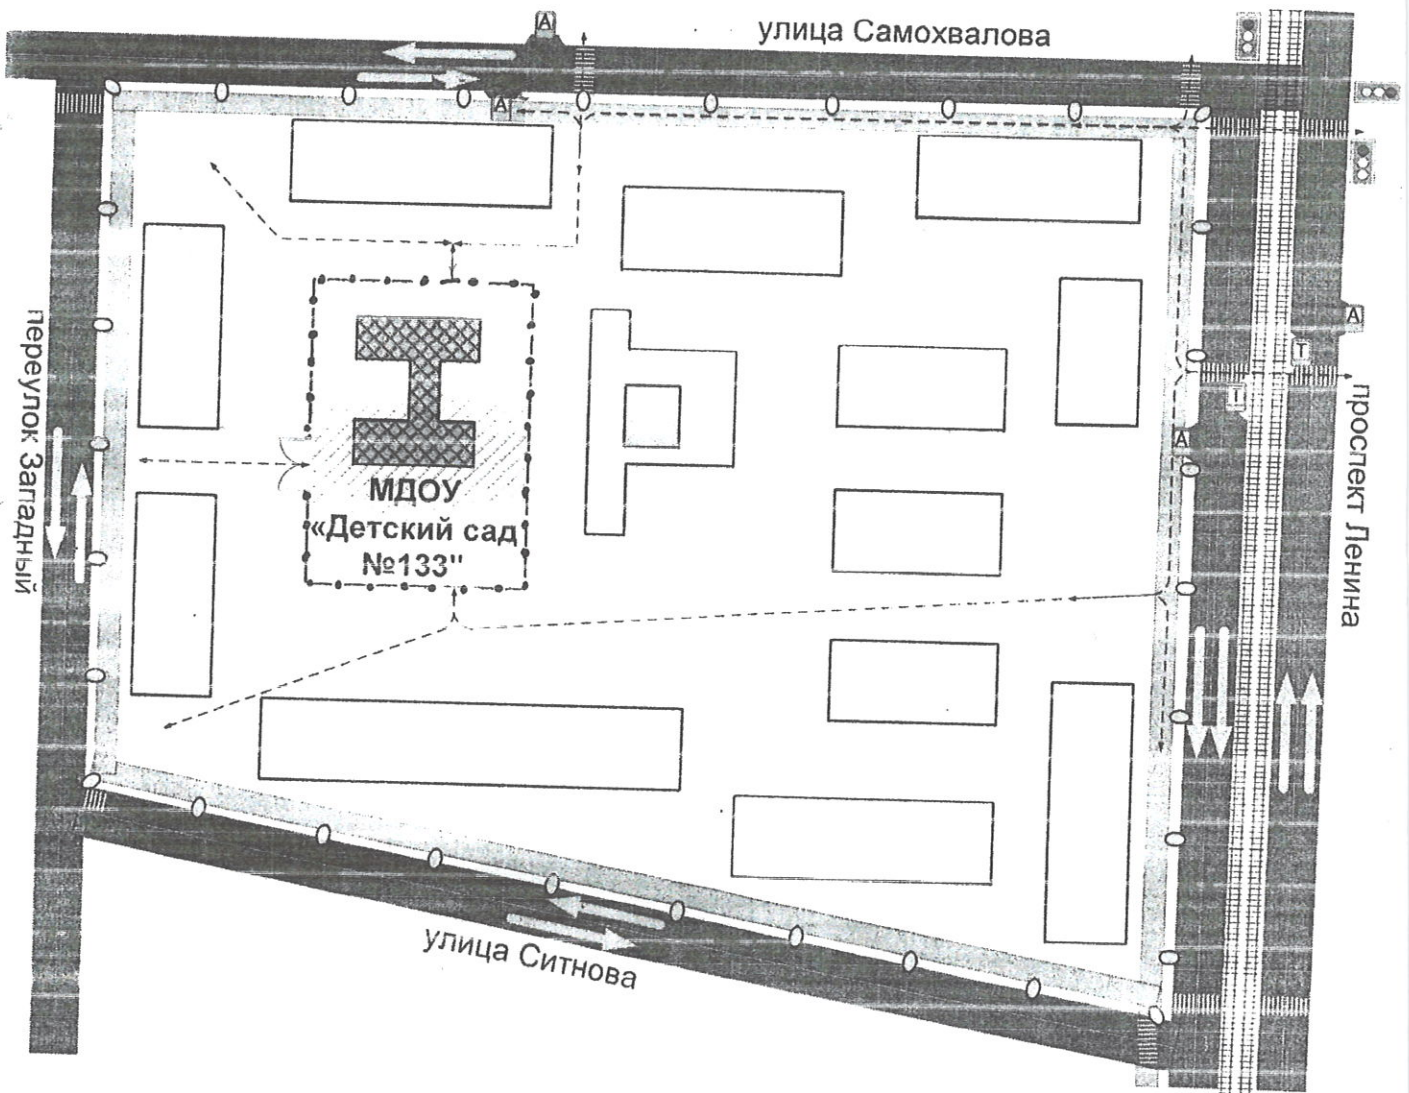 улица Самохвалова
А
А
А
Т
Т
А
переулок Западный
проспект Ленина
МДОУ
«Детский сад
№133"
улица Ситнова